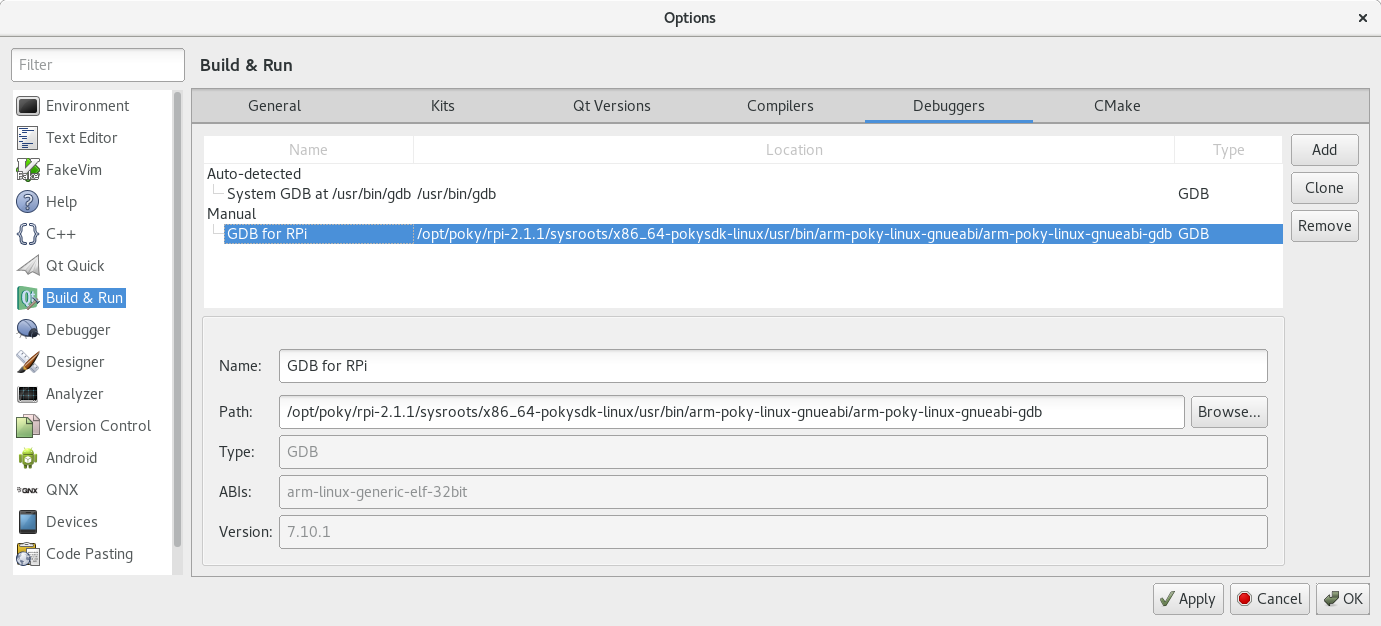 Options
Filter
Build & Run
Environment
Text Editor
FakeVim
Help
C++
Qt Quick
Build & Run
Debugger
Designer
Analyzer
Version Control
Android
QNX
Devices
Code Pasting
General Kits Qt Versions Compilers Debuggers CMake
Name Location Type
Auto-detected
System GDB at /usr/bin/gdb /usr/bin/gdb GDB
Manual
GDB for RPi /opt/poky/rpi-2.1.1/sysroots/x86_64-pokysdk-linux/usr/bin/arm-poky-linux-gnueabi/arm-poky-linux-gnueabi-gdb GDB
Add
Clone
Remove
Name: GDB for RPi
Path: /opt/poky/rpi-2.1.1/sysroots/x86_64-pokysdk-linux/usr/bin/arm-poky-linux-gnueabi/arm-poky-linux-gnueabi-gdb Browse...
Type: GDB
ABIs: arm-linux-generic-elf-32bit
Version: 7.10.1
Apply Cancel OK